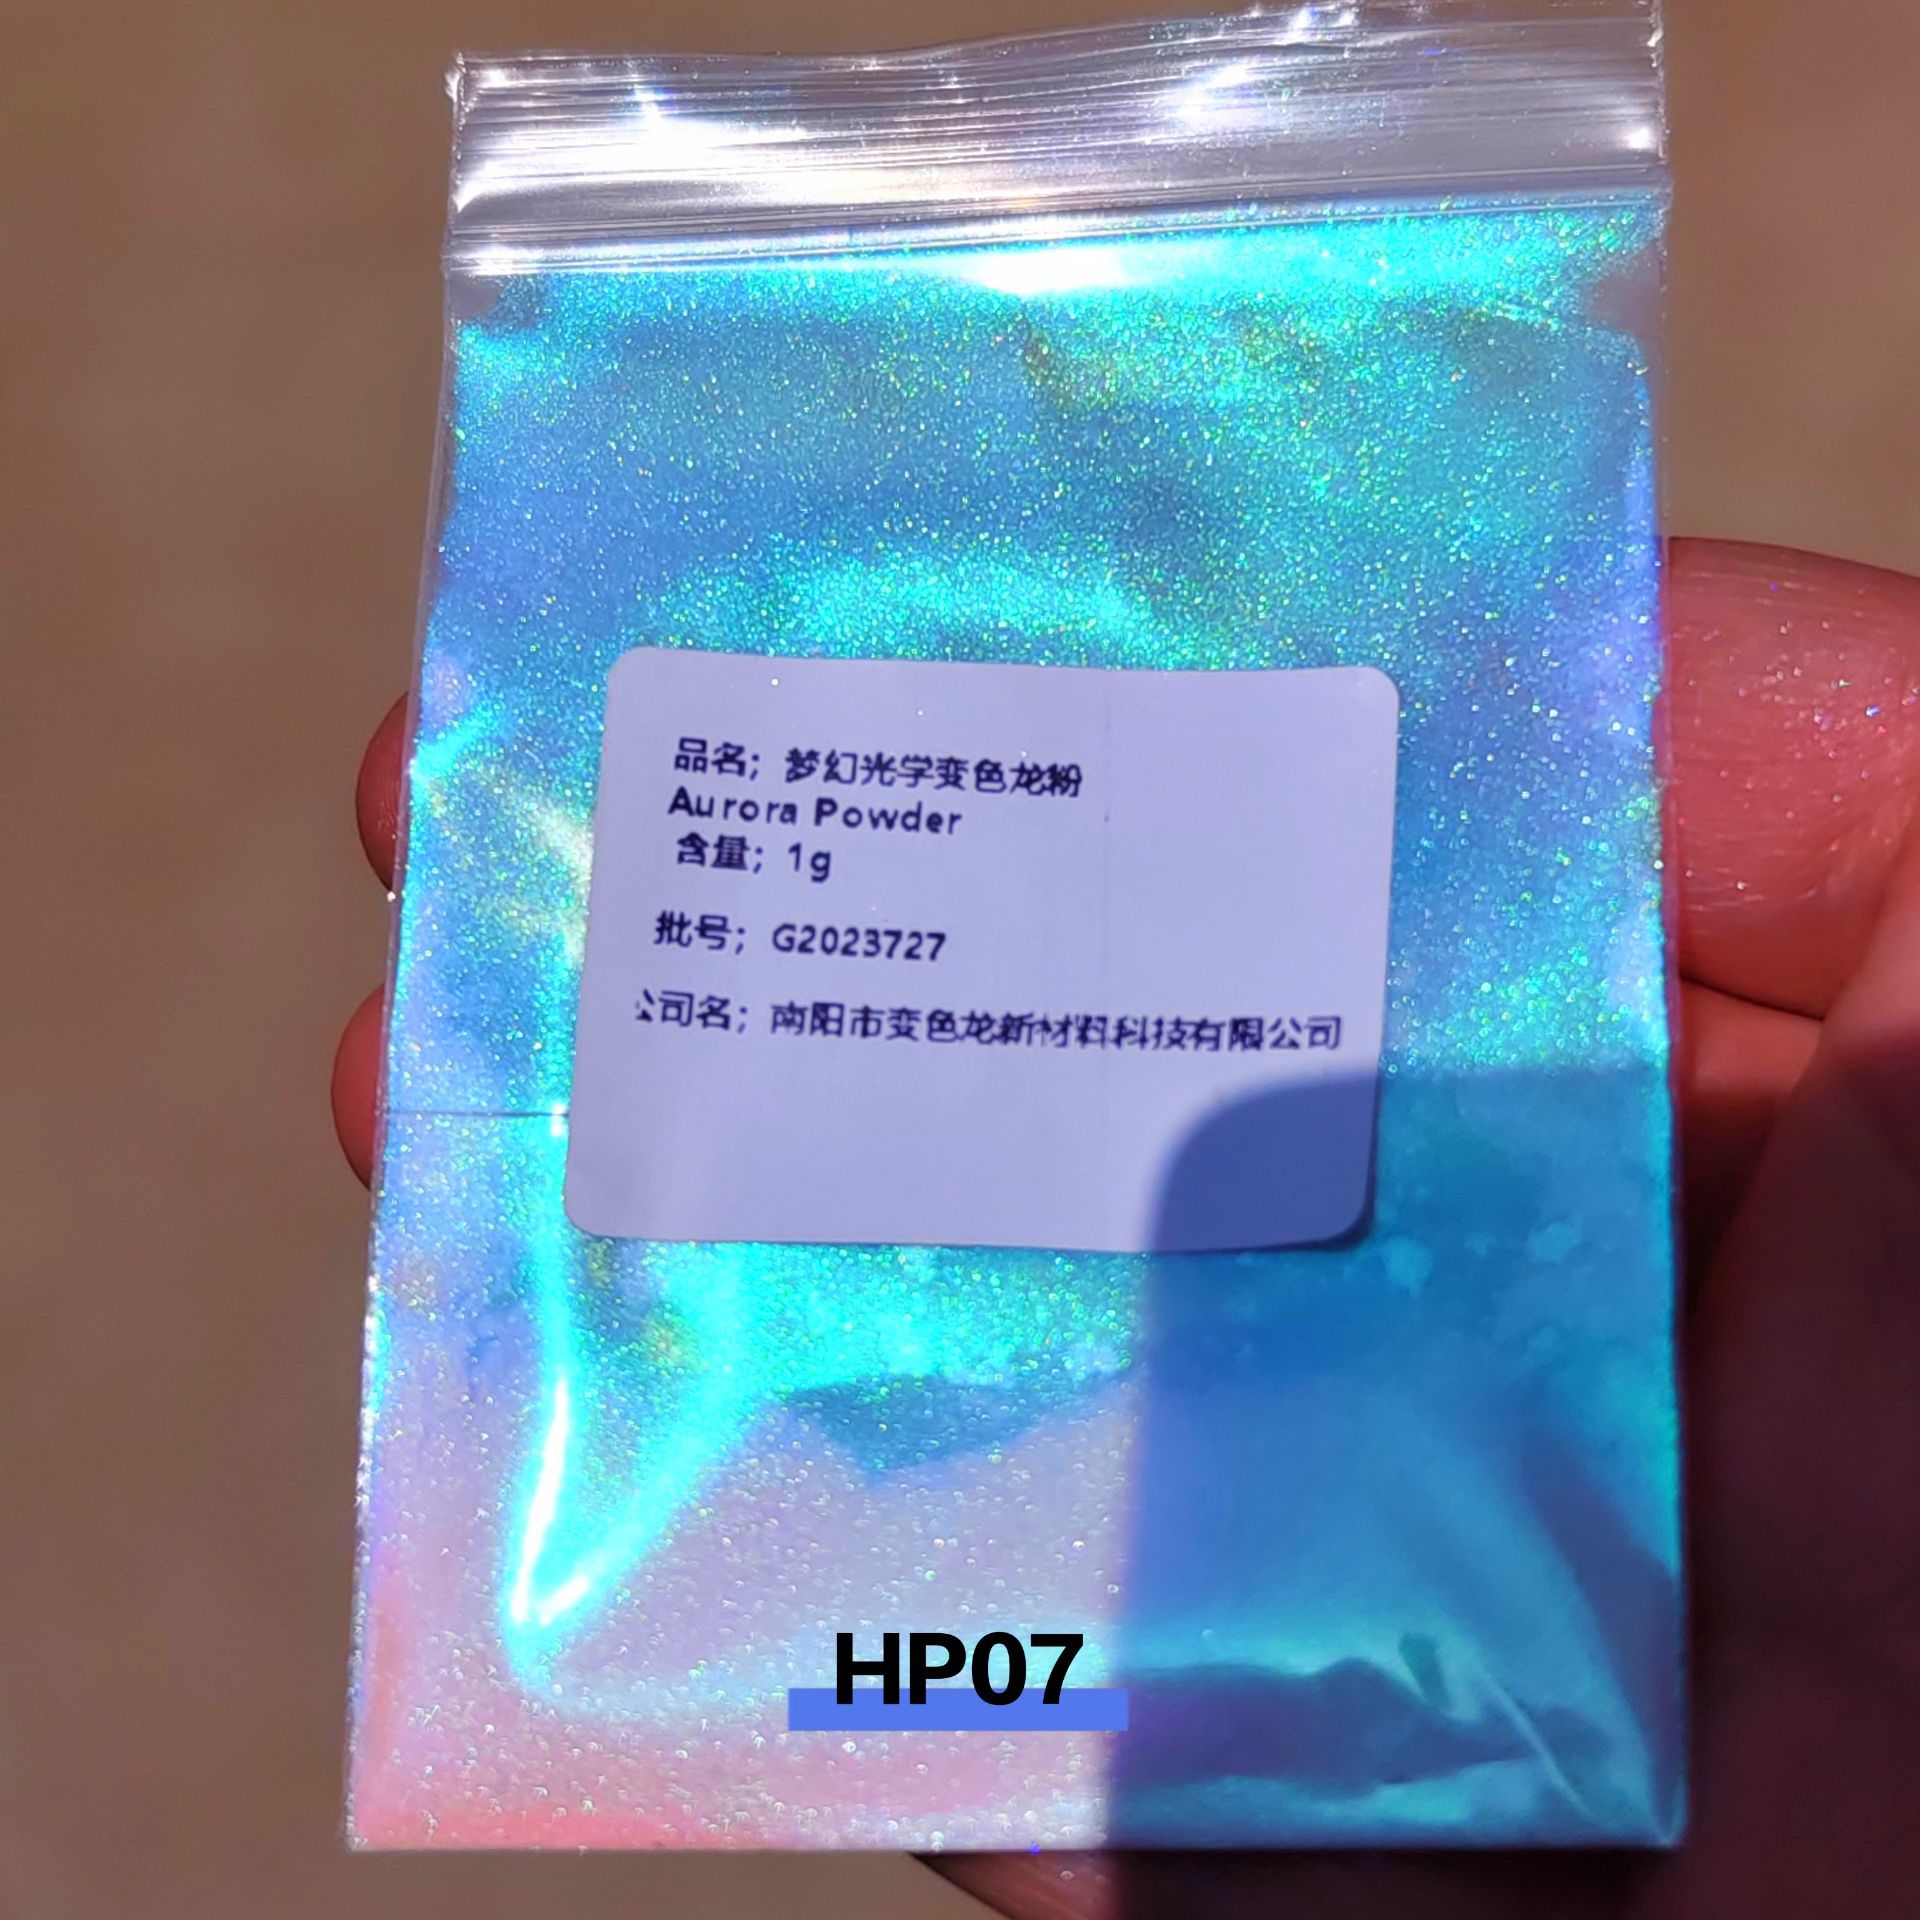 品名；梦幻光学变色龙粉
Aurora Powder
含量；1g
批号；G2023727
公司名；南阳市变色龙新材料科技有限公司
HP07